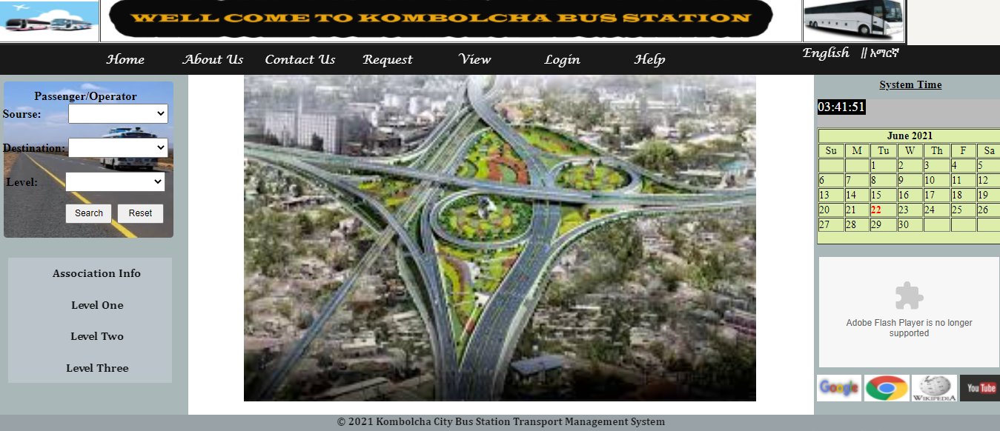 WELL COME TO KOMBOLCHA BUS STATION
Home About Us Contact Us Request View Login Help English || አማርኛ
Passenger/Operator
Sourse:
Destination:
Level:
Search Reset
Association Info
Level One
Level Two
Level Three
System Time
03:41:51
June 2021
Su M Tu W Th F Sa
1 2 3 4 5
6 7 8 9 10 11 12
13 14 15 16 17 18 19
20 21 22 23 24 25 26
27 28 29 30
Adobe Flash Player is no longer
supported
Google WIKIPEDIA YouTube
© 2021 Kombolcha City Bus Station Transport Management System